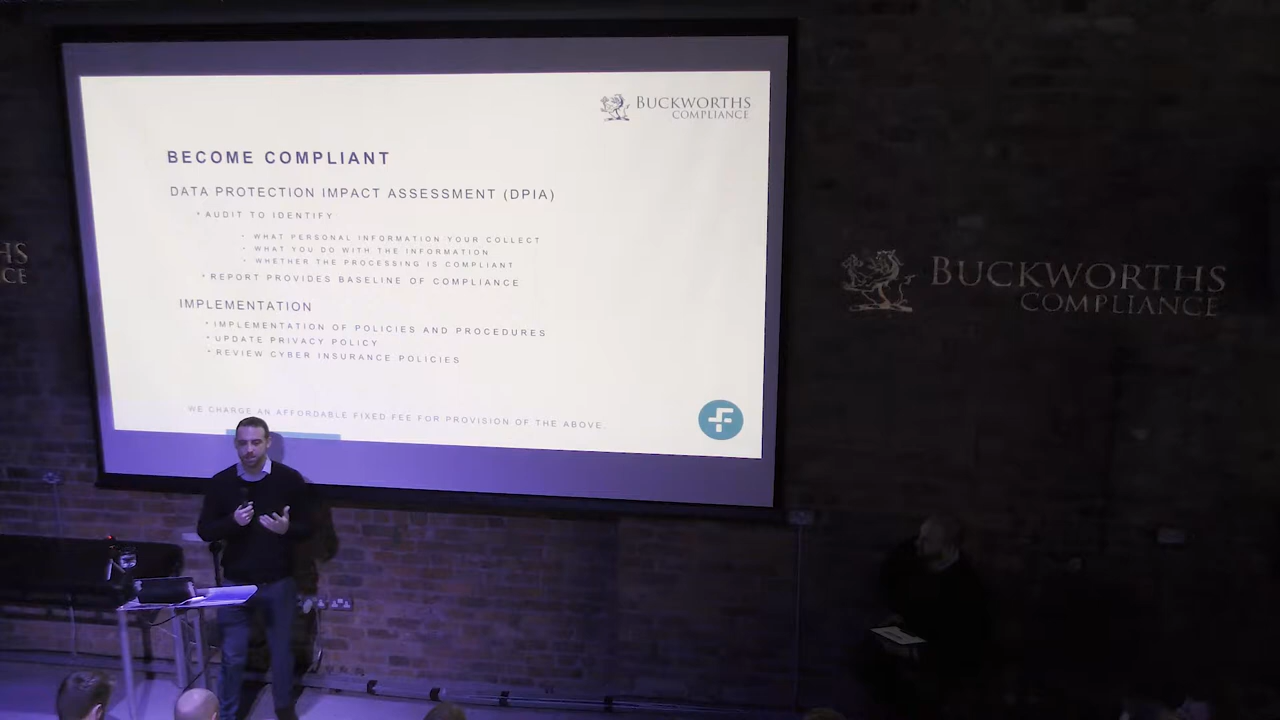 BUCKWORTHS
COMPLIANCE
BECOME COMPLIANT
DATA PROTECTION IMPACT ASSESSMENT (DPIA)
• AUDIT TO IDENTIFY
- WHAT PERSONAL INFORMATION YOUR COLLECT
- WHAT YOU DO WITH THE INFORMATION
- WHETHER THE PROCESSING IS COMPLIANT
• REPORT PROVIDES BASELINE OF COMPLIANCE
IMPLEMENTATION
• IMPLEMENTATION OF POLICIES AND PROCEDURES
• UPDATE PRIVACY POLICY
• REVIEW CYBER INSURANCE POLICIES
WE CHARGE AN AFFORDABLE FIXED FEE FOR PROVISION OF THE ABOVE.
HS
CE
BUCKWORTHS
COMPLIANCE